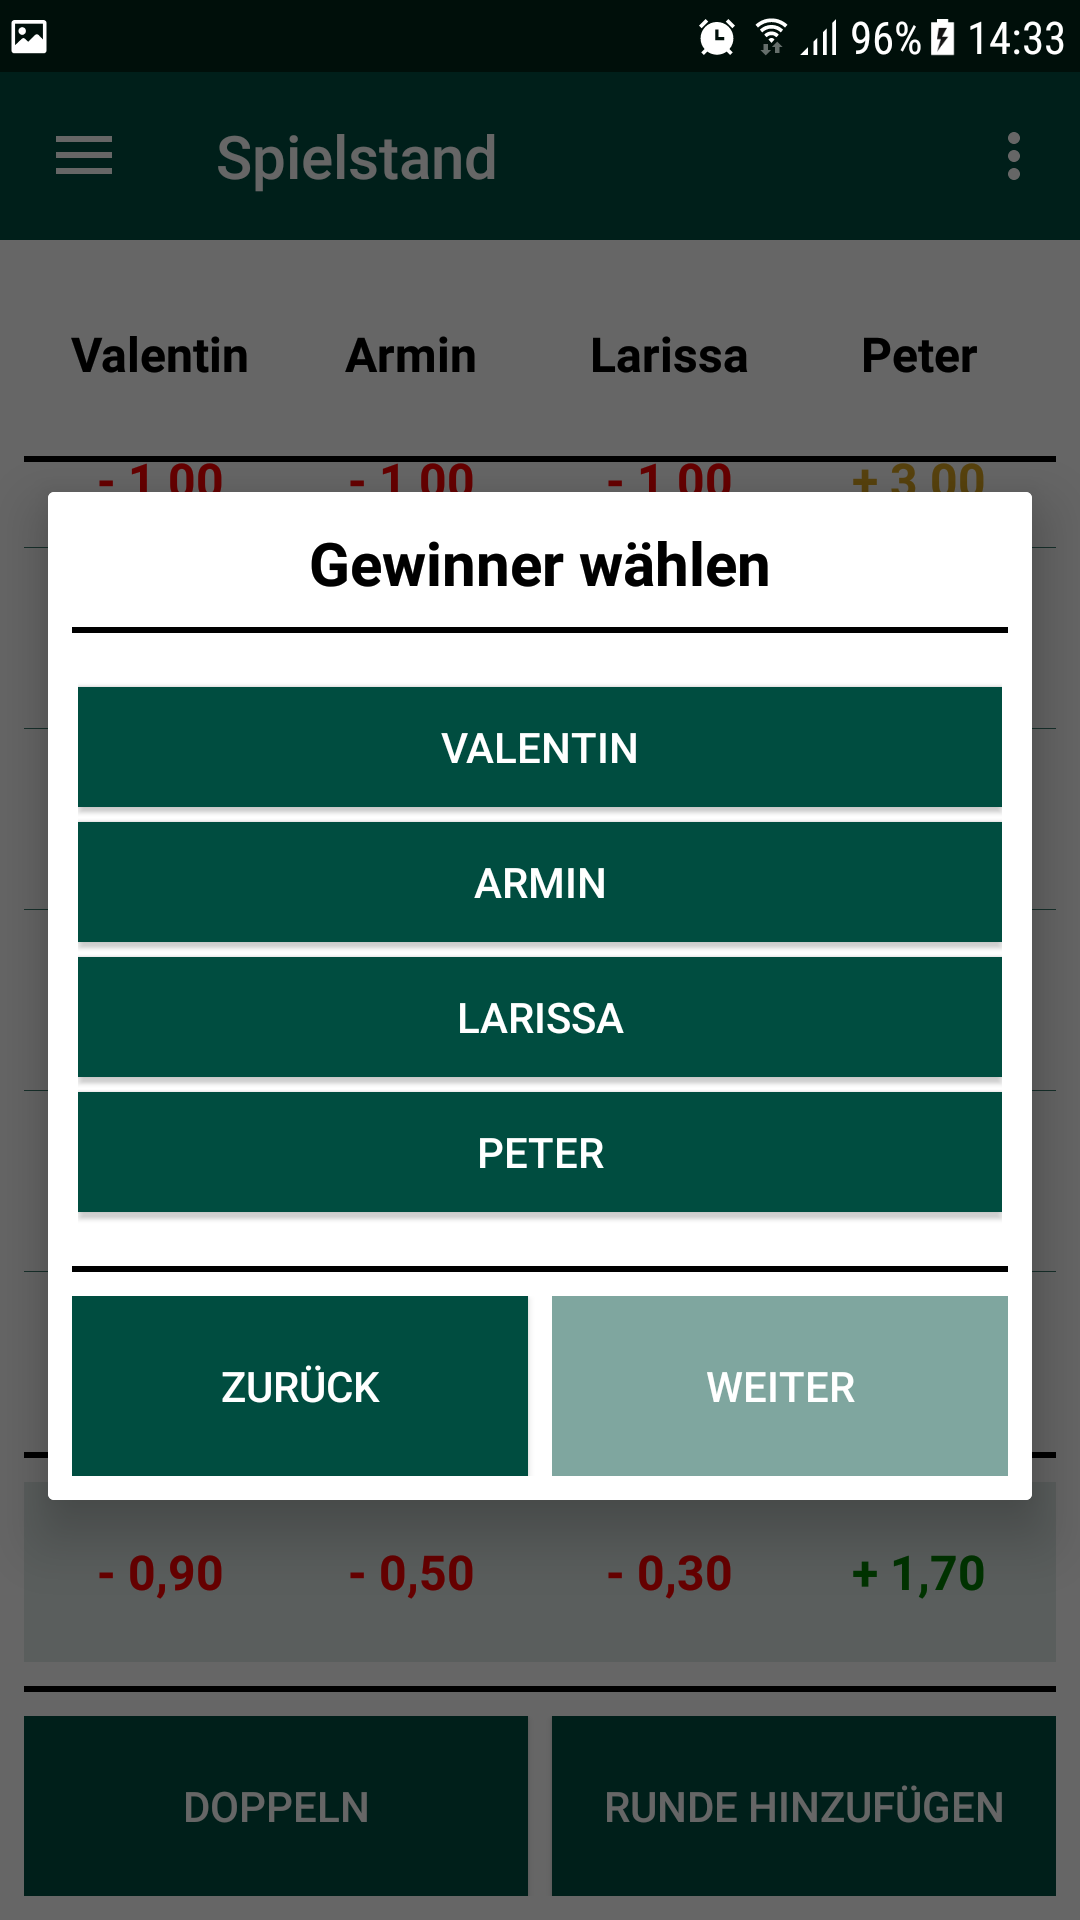 96% 14:33
Spielstand
Valentin Armin Larissa Peter
- 1,00 - 1,00 - 1,00 + 3,00
Gewinner wählen
VALENTIN
ARMIN
LARISSA
PETER
ZURÜCK WEITER
- 0,90 - 0,50 - 0,30 + 1,70
DOPPELN RUNDE HINZUFÜGEN